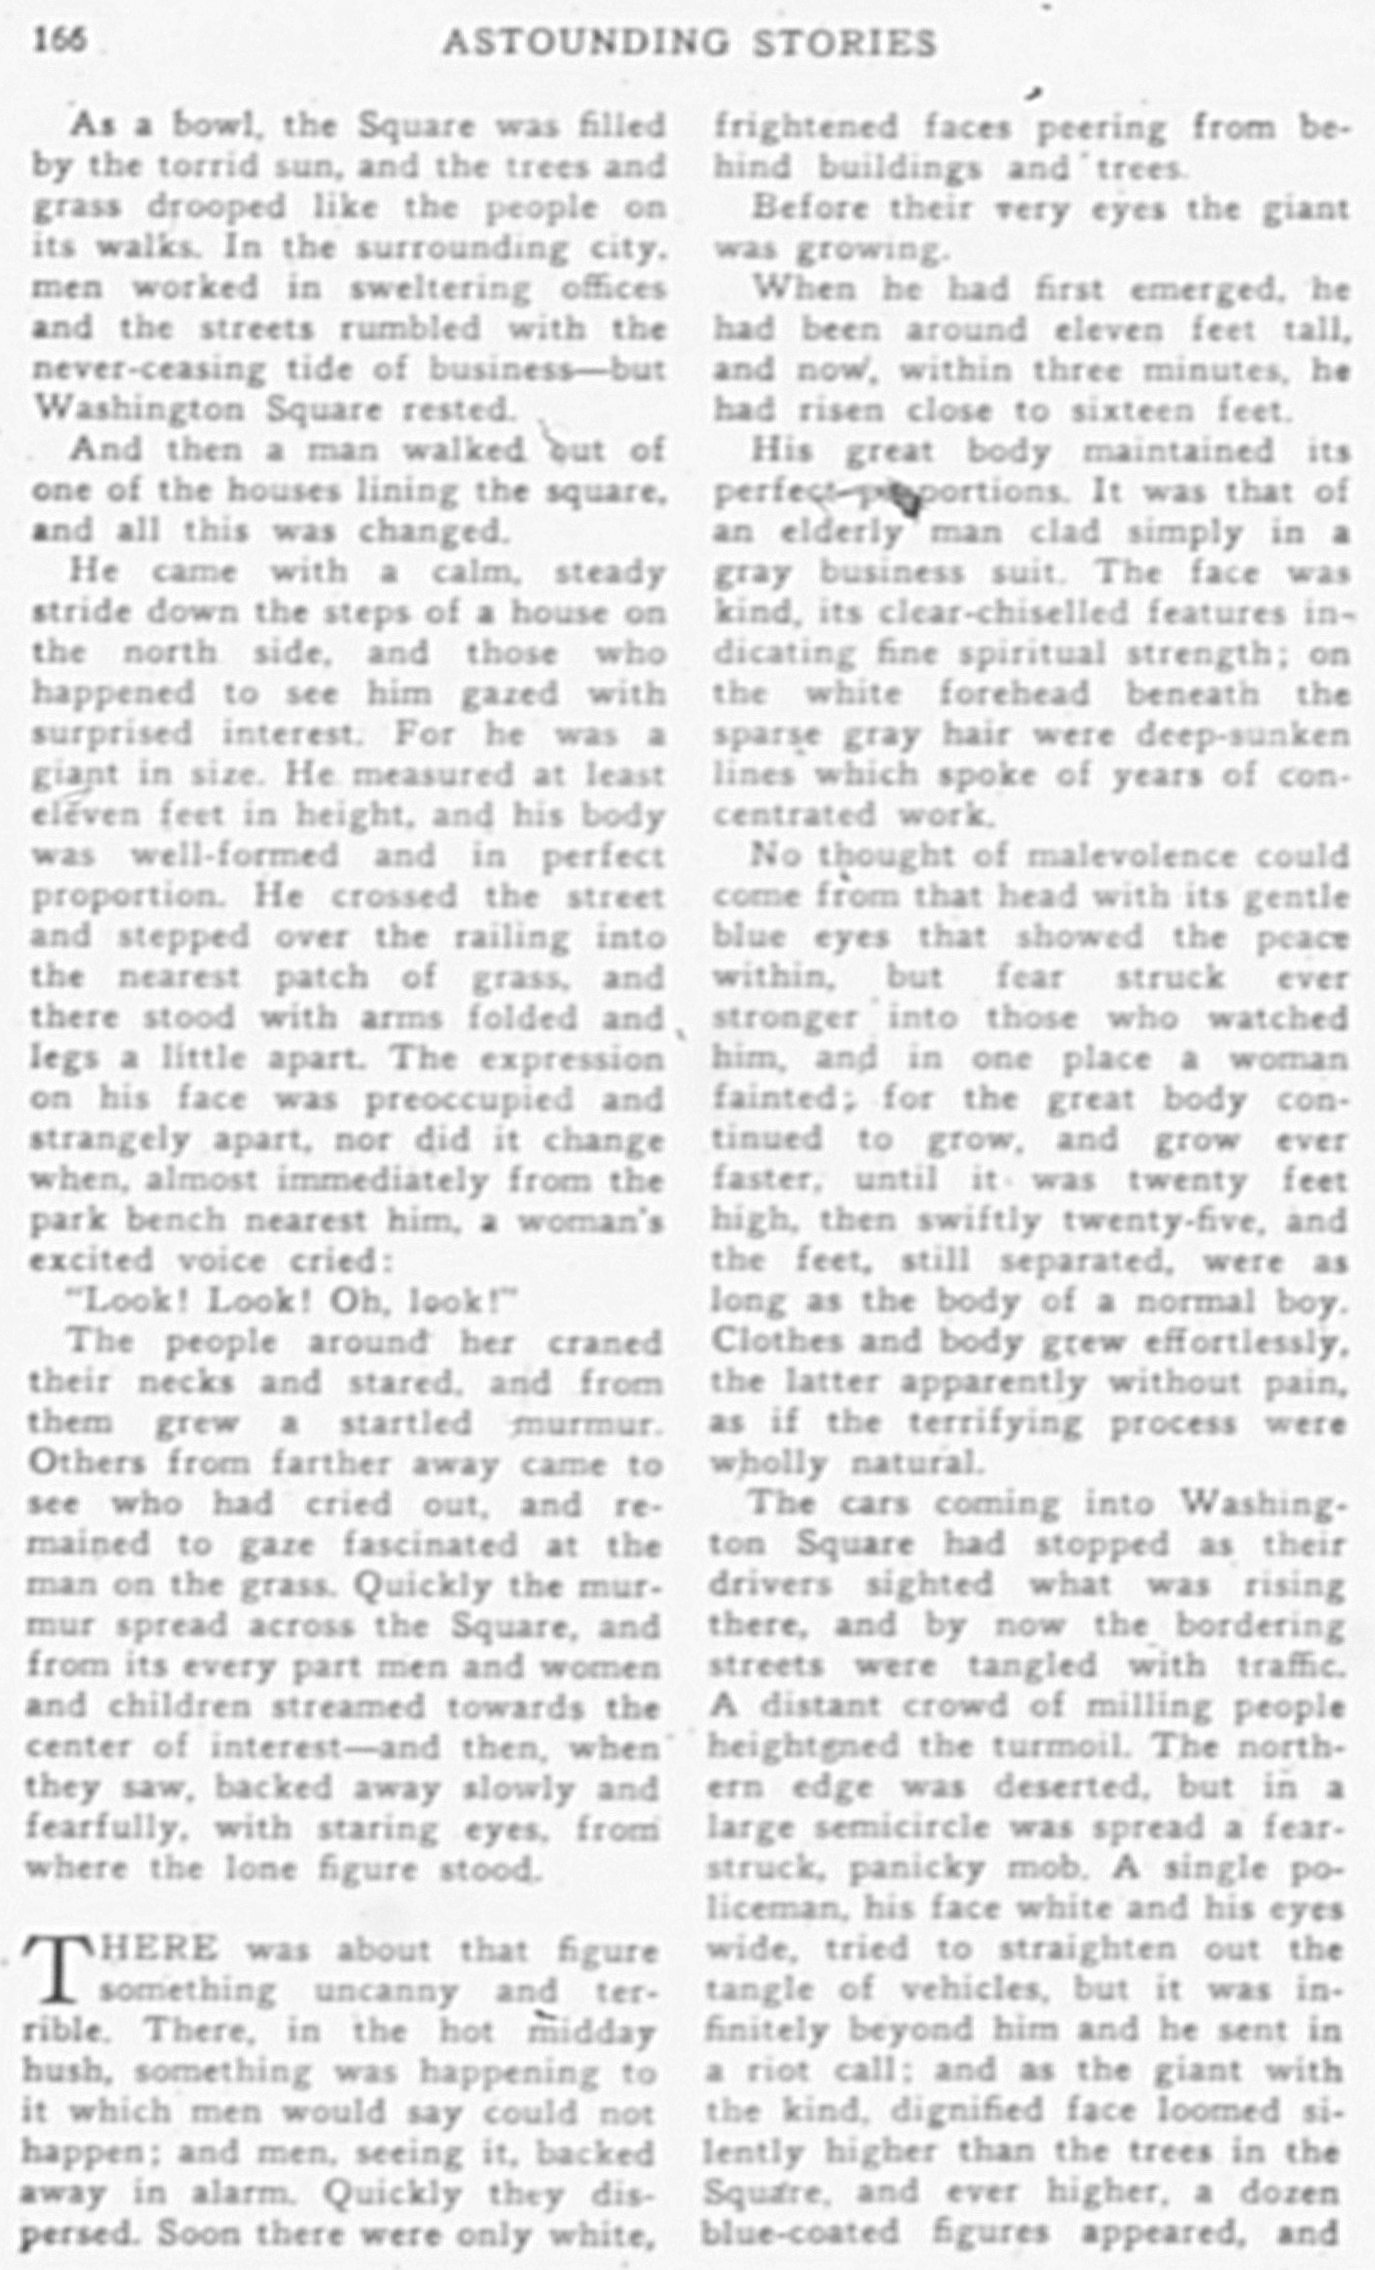 166 ASTOUNDING STORIES
As a bowl, the Square was filled
by the torrid sun, and the trees and
grass drooped like the people on
its walks. In the surrounding city,
men worked in sweltering offices
and the streets rumbled with the
never-ceasing tide of business—but
Washington Square rested.
And then a man walked out of
one of the houses lining the square,
and all this was changed.
He came with a calm, steady
stride down the steps of a house on
the north side, and those who
happened to see him gazed with
surprised interest. For he was a
giant in size. He measured at least
eleven feet in height, and his body
was well-formed and in perfect
proportion. He crossed the street
and stepped over the railing into
the nearest patch of grass, and
there stood with arms folded and
legs a little apart. The expression
on his face was preoccupied and
strangely apart, nor did it change
when, almost immediately from the
park bench nearest him, a woman's
excited voice cried:
"Look! Look! Oh, look!"
The people around her craned
their necks and stared, and from
them grew a startled murmur.
Others from farther away came to
see who had cried out, and re-
mained to gaze fascinated at the
man on the grass. Quickly the mur-
mur spread across the Square, and
from its every part men and women
and children streamed towards the
center of interest—and then, when
they saw, backed away slowly and
fearfully, with staring eyes, from
where the lone figure stood.
THERE was about that figure
something uncanny and ter-
rible. There, in the hot midday
hush, something was happening to
it which men would say could not
happen; and men, seeing it, backed
away in alarm. Quickly they dis-
persed. Soon there were only white,
frightened faces peering from be-
hind buildings and trees.
Before their very eyes the giant
was growing.
When he had first emerged, he
had been around eleven feet tall,
and now, within three minutes, he
had risen close to sixteen feet.
His great body maintained its
perfect proportions. It was that of
an elderly man clad simply in a
gray business suit. The face was
kind, its clear-chiselled features in-
dicating fine spiritual strength; on
the white forehead beneath the
sparse gray hair were deep-sunken
lines which spoke of years of con-
centrated work.
No thought of malevolence could
come from that head with its gentle
blue eyes that showed the peace
within, but fear struck ever
stronger into those who watched
him, and in one place a woman
fainted; for the great body con-
tinued to grow, and grow ever
faster, until it was twenty feet
high, then swiftly twenty-five, and
the feet, still separated, were as
long as the body of a normal boy.
Clothes and body grew effortlessly,
the latter apparently without pain,
as if the terrifying process were
wholly natural.
The cars coming into Washing-
ton Square had stopped as their
drivers sighted what was rising
there, and by now the bordering
streets were tangled with traffic.
A distant crowd of milling people
heightened the turmoil. The north-
ern edge was deserted, but in a
large semicircle was spread a fear-
struck, panicky mob. A single po-
liceman, his face white and his eyes
wide, tried to straighten out the
tangle of vehicles, but it was in-
finitely beyond him and he sent in
a riot call; and as the giant with
the kind, dignified face loomed si-
lently higher than the trees in the
Square, and ever higher, a dozen
blue-coated figures appeared, and